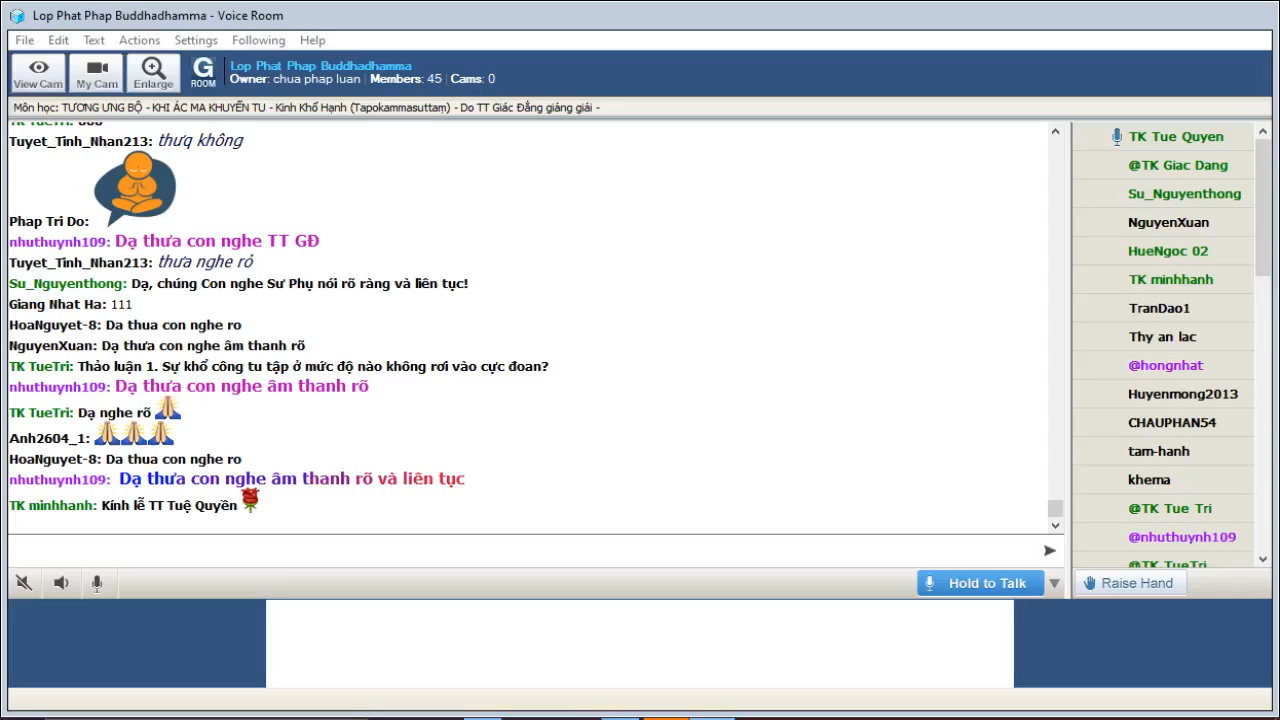 Lop Phat Phap Buddhadhamma - Voice Room
File Edit Text Actions Settings Following Help
View Cam My Cam Enlarge G ROOM
Lop Phat Phap Buddhadhamma
Owner: chua phap luan | Members: 45 | Cams: 0
Môn học: TƯƠNG ƯNG BỘ - KHI ÁC MA KHUYẾN TU - Kinh Khổ Hạnh (Tapokammasuttaṃ) - Do TT Giác Đẳng giảng giải -
Tuyet_Tinh_Nhan213: thưq không
Phap Tri Do:
nhuthuynh109: Dạ thưa con nghe TT GĐ
Tuyet_Tinh_Nhan213: thưa nghe rỏ
Su_Nguyenthong: Dạ, chúng Con nghe Sư Phụ nói rõ ràng và liên tục!
Giang Nhat Ha: 111
HoaNguyet-8: Da thua con nghe ro
NguyenXuan: Dạ thưa con nghe âm thanh rõ
TK TueTri: Thảo luận 1. Sự khổ công tu tập ở mức độ nào không rơi vào cực đoan?
nhuthuynh109: Dạ thưa con nghe âm thanh rõ
TK TueTri: Dạ nghe rõ
Anh2604_1:
HoaNguyet-8: Da thua con nghe ro
nhuthuynh109: Dạ thưa con nghe âm thanh rõ và liên tục
TK minhhanh: Kính lễ TT Tuệ Quyền
Hold to Talk
TK Tue Quyen
@TK Giac Dang
Su_Nguyenthong
NguyenXuan
HueNgoc 02
TK minhhanh
TranDao1
Thy an lac
@hongnhat
Huyenmong2013
CHAUPHAN54
tam-hanh
khema
@TK Tue Tri
@nhuthuynh109
@TK TueTri
Raise Hand